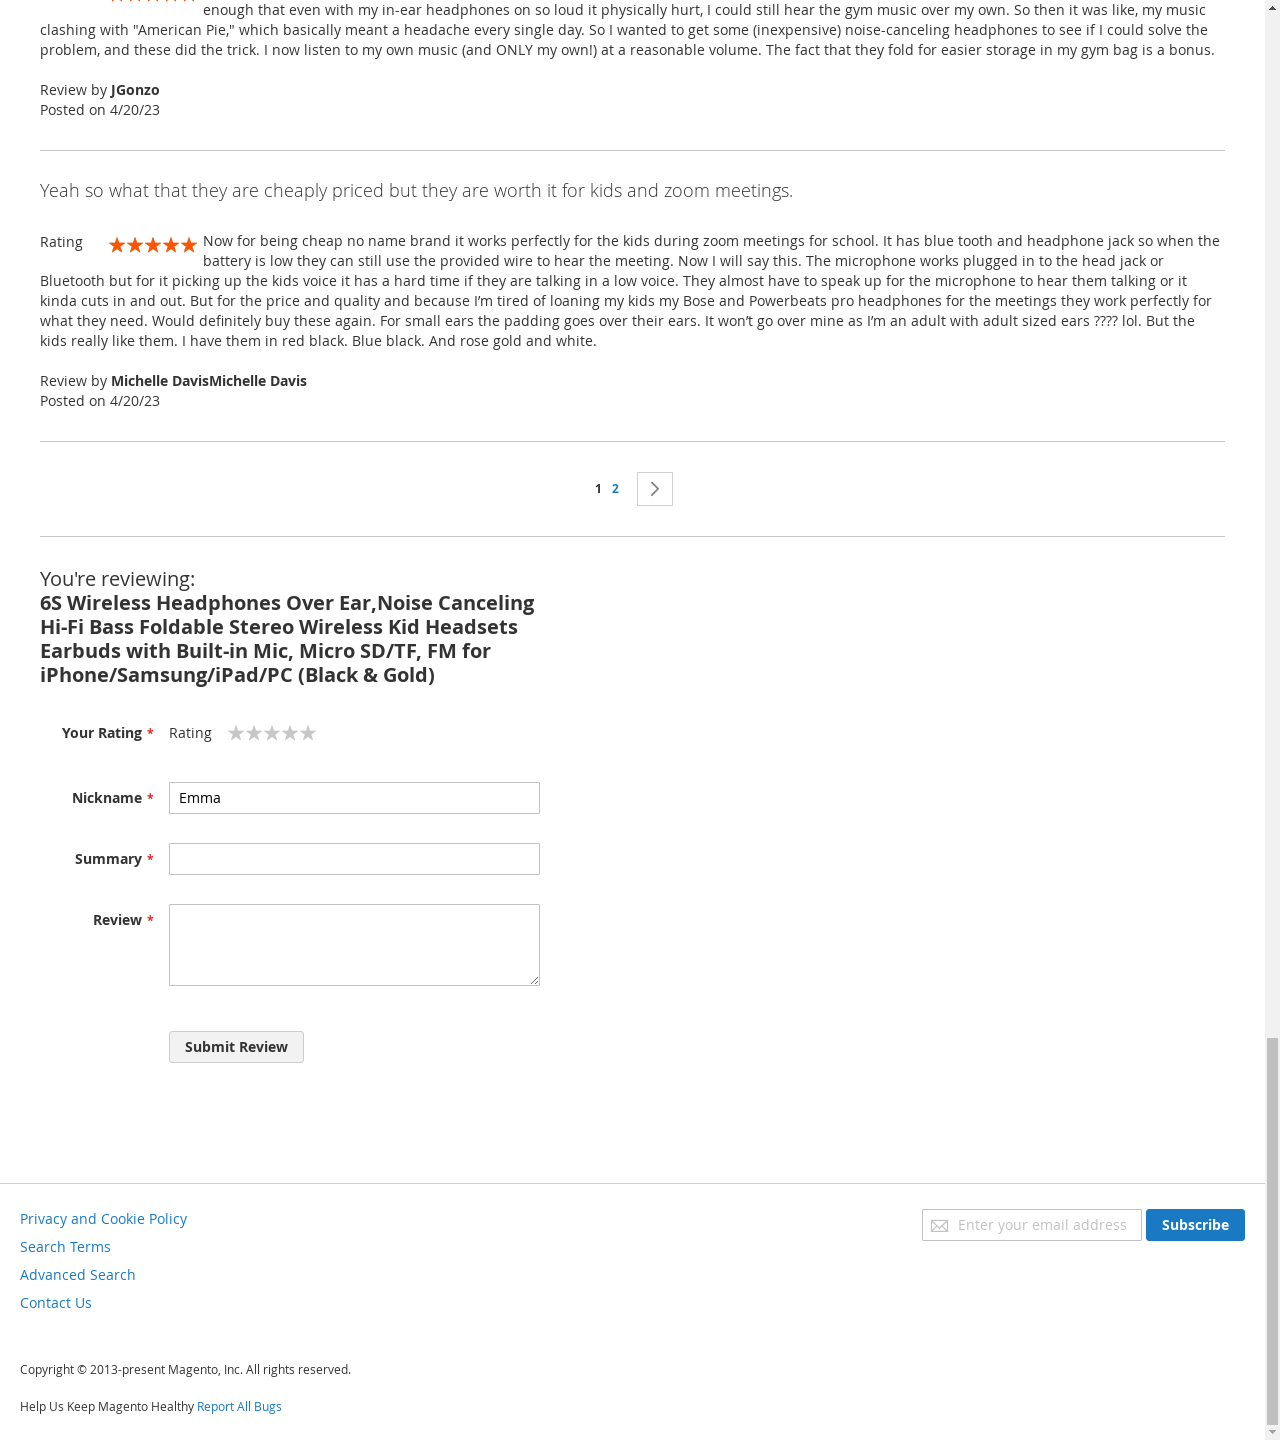 enough that even with my in-ear headphones on so loud it physically hurt, I could still hear the gym music over my own. So then it was like, my music
clashing with "American Pie," which basically meant a headache every single day. So I wanted to get some (inexpensive) noise-canceling headphones to see if I could solve the
problem, and these did the trick. I now listen to my own music (and ONLY my own!) at a reasonable volume. The fact that they fold for easier storage in my gym bag is a bonus.
Review by JGonzo
Posted on 4/20/23
Yeah so what that they are cheaply priced but they are worth it for kids and zoom meetings.
Rating Now for being cheap no name brand it works perfectly for the kids during zoom meetings for school. It has blue tooth and headphone jack so when the
battery is low they can still use the provided wire to hear the meeting. Now I will say this. The microphone works plugged in to the head jack or
Bluetooth but for it picking up the kids voice it has a hard time if they are talking in a low voice. They almost have to speak up for the microphone to hear them talking or it
kinda cuts in and out. But for the price and quality and because I’m tired of loaning my kids my Bose and Powerbeats pro headphones for the meetings they work perfectly for
what they need. Would definitely buy these again. For small ears the padding goes over their ears. It won’t go over mine as I’m an adult with adult sized ears ???? lol. But the
kids really like them. I have them in red black. Blue black. And rose gold and white.
Review by Michelle DavisMichelle Davis
Posted on 4/20/23
1 2
You're reviewing:
6S Wireless Headphones Over Ear,Noise Canceling
Hi-Fi Bass Foldable Stereo Wireless Kid Headsets
Earbuds with Built-in Mic, Micro SD/TF, FM for
iPhone/Samsung/iPad/PC (Black & Gold)
Your Rating * Rating
Nickname * Emma
Summary *
Review *
Submit Review
Privacy and Cookie Policy
Search Terms
Advanced Search
Contact Us
Enter your email address Subscribe
Copyright © 2013-present Magento, Inc. All rights reserved.
Help Us Keep Magento Healthy Report All Bugs